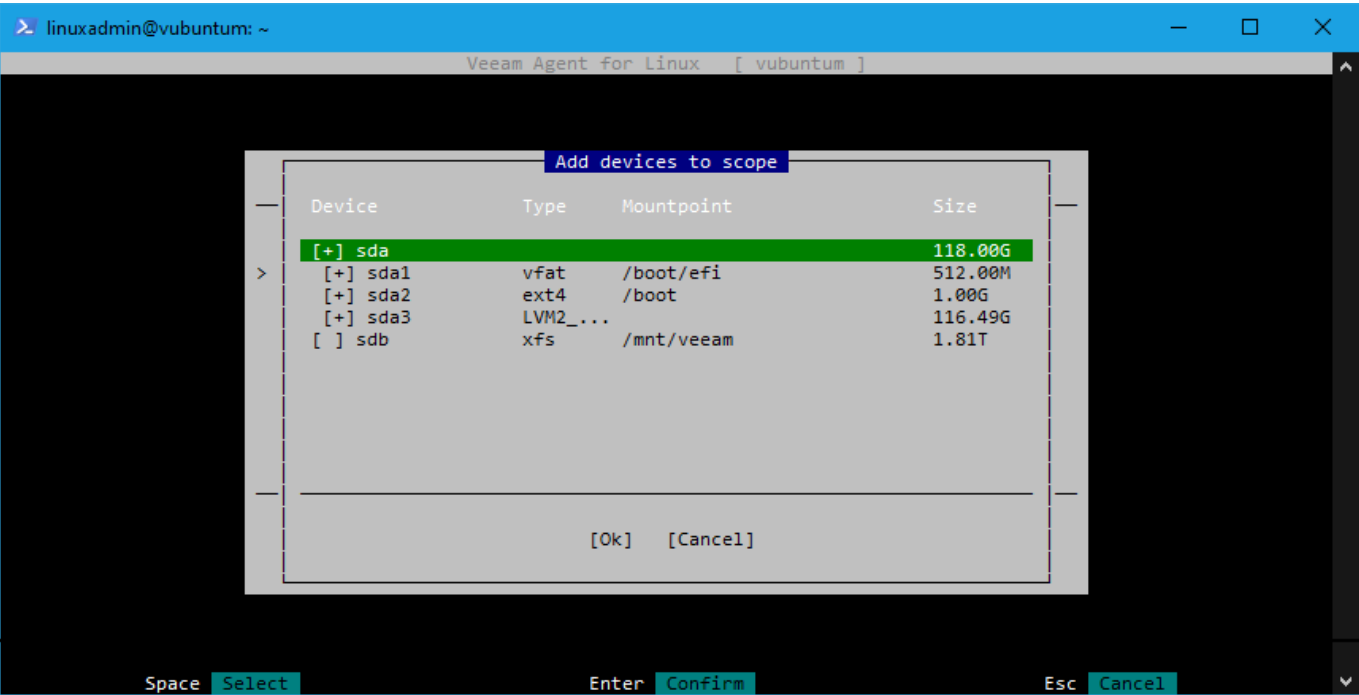 linuxadmin@vubuntum: ~
Veeam Agent for Linux [ vubuntum ]
Add devices to scope
Device Type Mountpoint Size
[+] sda 118.00G
> [+] sda1 vfat /boot/efi 512.00M
[+] sda2 ext4 /boot 1.00G
[+] sda3 LVM2_... 116.49G
[ ] sdb xfs /mnt/veeam 1.81T
[Ok] [Cancel]
Space Select Enter Confirm Esc Cancel